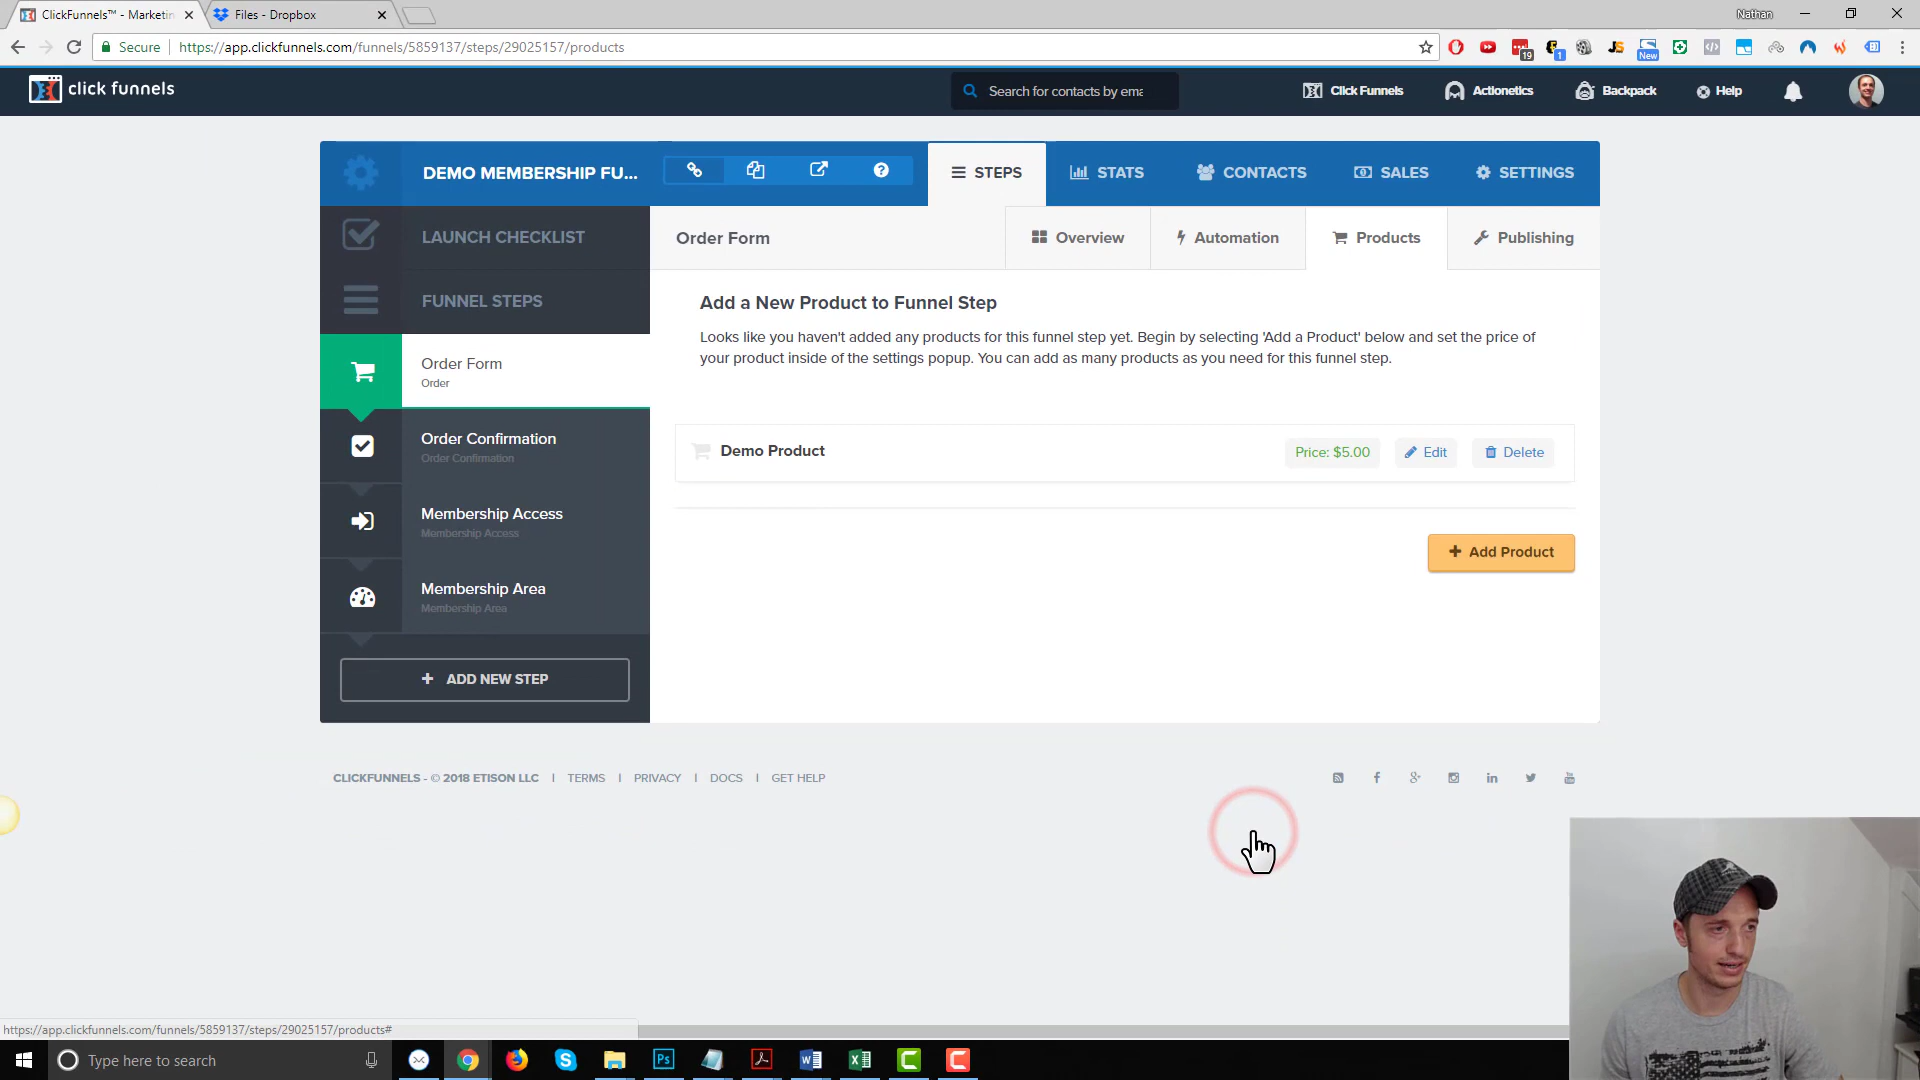 ClickFunnels™ - Marketin
Files - Dropbox
Nathan
Secure
https://app.clickfunnels.com/funnels/5859137/steps/29025157/products
19
1
JS
New
click funnels
Search for contacts by ema
Click Funnels
Actionetics
Backpack
Help
DEMO MEMBERSHIP FU...
STEPS
STATS
CONTACTS
SALES
SETTINGS
LAUNCH CHECKLIST
Order Form
Overview
Automation
Products
Publishing
FUNNEL STEPS
Add a New Product to Funnel Step
Looks like you haven't added any products for this funnel step yet. Begin by selecting 'Add a Product' below and set the price of
your product inside of the settings popup. You can add as many products as you need for this funnel step.
Order Form
Order
Order Confirmation
Order Confirmation
Demo Product
Price: $5.00
Edit
Delete
Membership Access
Membership Access
+ Add Product
Membership Area
Membership Area
+ ADD NEW STEP
CLICKFUNNELS - © 2018 ETISON LLC | TERMS | PRIVACY | DOCS | GET HELP
https://app.clickfunnels.com/funnels/5859137/steps/29025157/products#
Type here to search
Ps